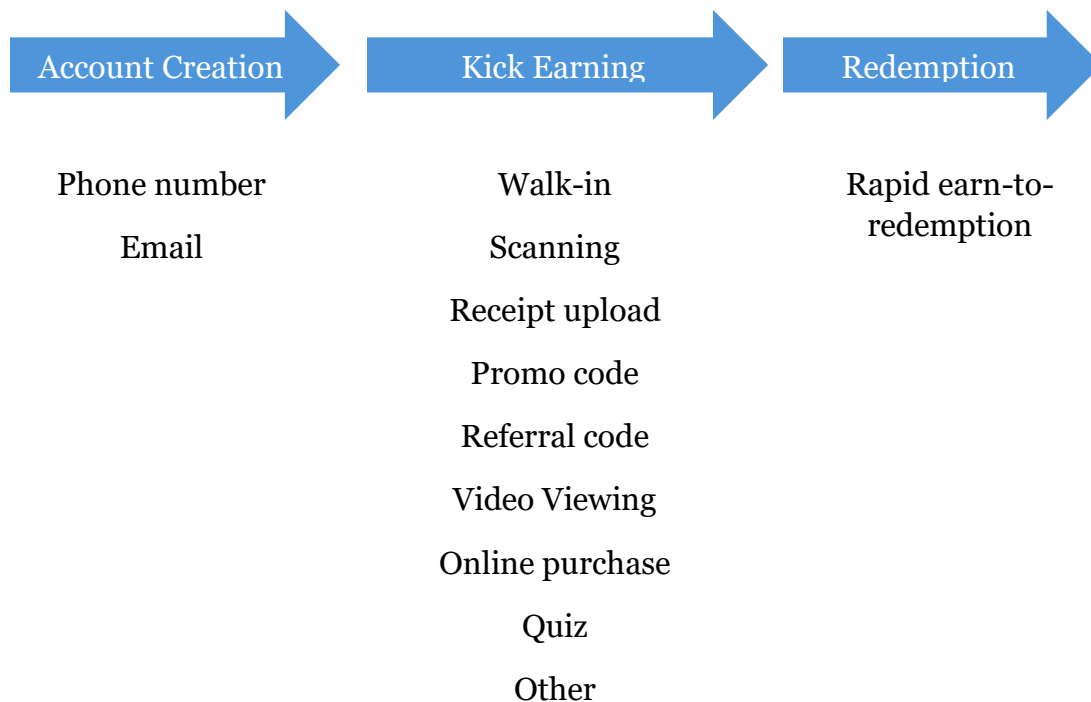 Account Creation
Kick Earning
Redemption
Phone number
Email
Walk-in
Scanning
Receipt upload
Promo code
Referral code
Video Viewing
Online purchase
Quiz
Other
Rapid earn-to-
redemption